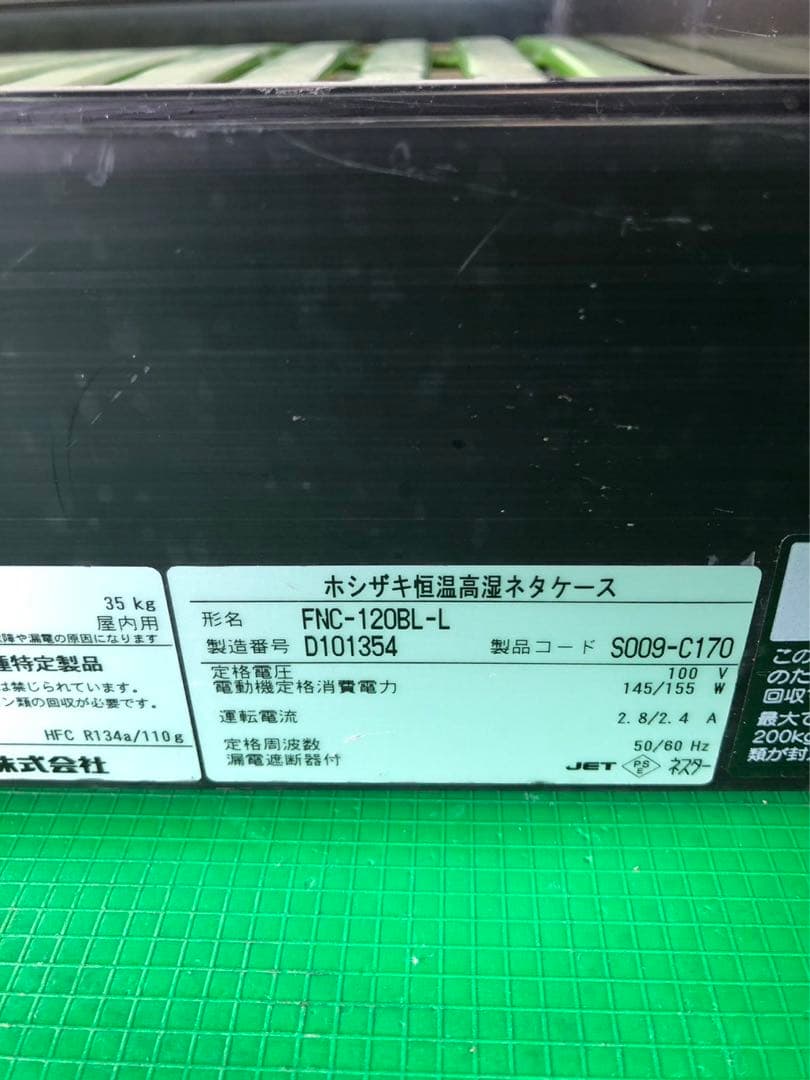 35 kg
屋内用
故障や漏電の原因になります
種特定製品
は禁じられています。
ン類の回収が必要です。
HFC R134a/110g
株式会社
ホシザキ恒温高湿ネタケース
形名 FNC-120BL-L
製造番号 D101354 製品コード S009-C170
定格電圧 100 V
電動機定格消費電力 145/155 W
運転電流 2.8/2.4 A
定格周波数 50/60 Hz
漏電遮断器付 JET PSE ネスター
この
のた
回収
最大で
200kg
類が封